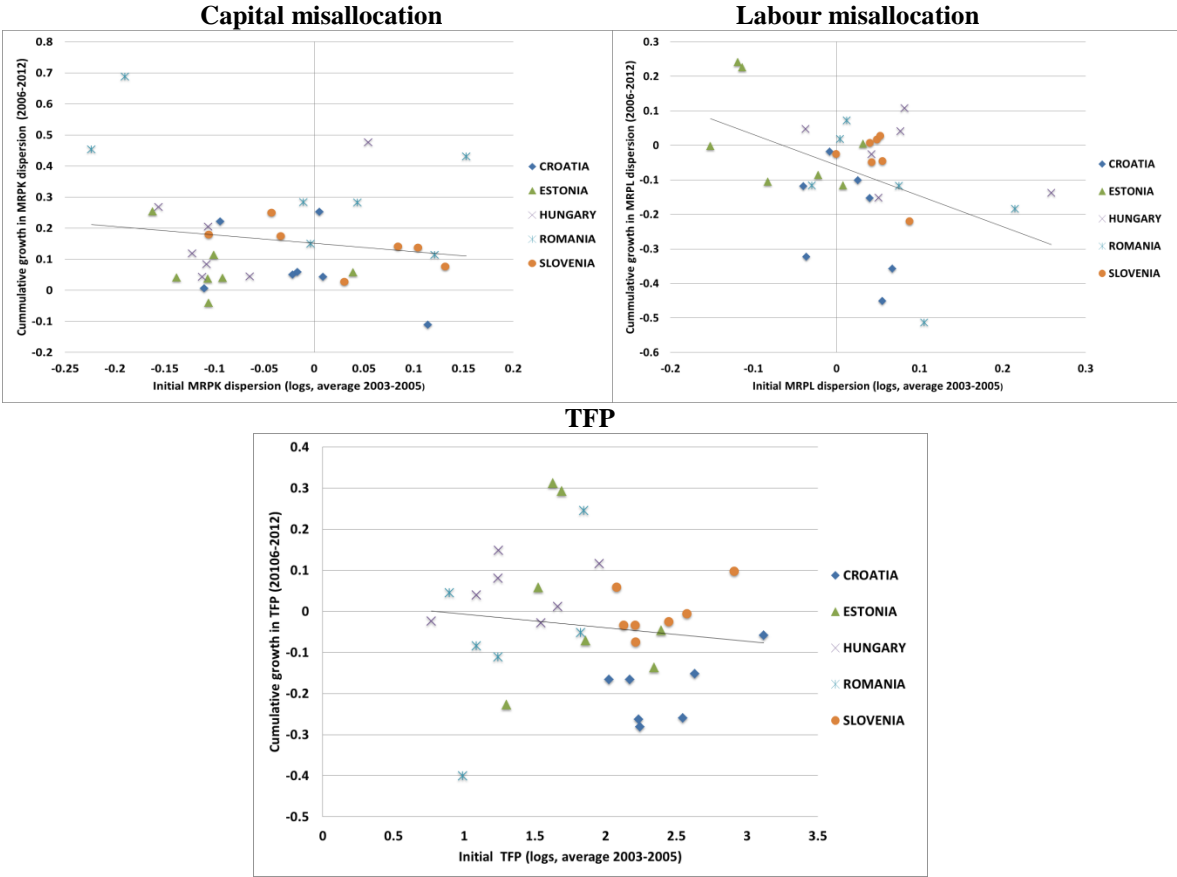 Capital misallocation
Labour misallocation
Cummulative growth in MRPK dispersion (2006-2012)
0.8
0.7
0.6
0.5
0.4
0.3
0.2
0.1
0
-0.1
-0.2
-0.25 -0.2 -0.15 -0.1 -0.05 0 0.05 0.1 0.15 0.2
Initial MRPK dispersion (logs, average 2003-2005)
CROATIA
ESTONIA
HUNGARY
ROMANIA
SLOVENIA
Cummulative growth in MRPL dispersion (2006-2012)
0.3
0.2
0.1
0
-0.1
-0.2
-0.3
-0.4
-0.5
-0.6
-0.2 -0.1 0 0.1 0.2 0.3
Initial MRPL dispersion (logs, average 2003-2005)
CROATIA
ESTONIA
HUNGARY
ROMANIA
SLOVENIA
TFP
Cumulative growth in TFP (20106-2012)
0.4
0.3
0.2
0.1
0
-0.1
-0.2
-0.3
-0.4
-0.5
0 0.5 1 1.5 2 2.5 3 3.5
Initial TFP (logs, average 2003-2005)
CROATIA
ESTONIA
HUNGARY
ROMANIA
SLOVENIA